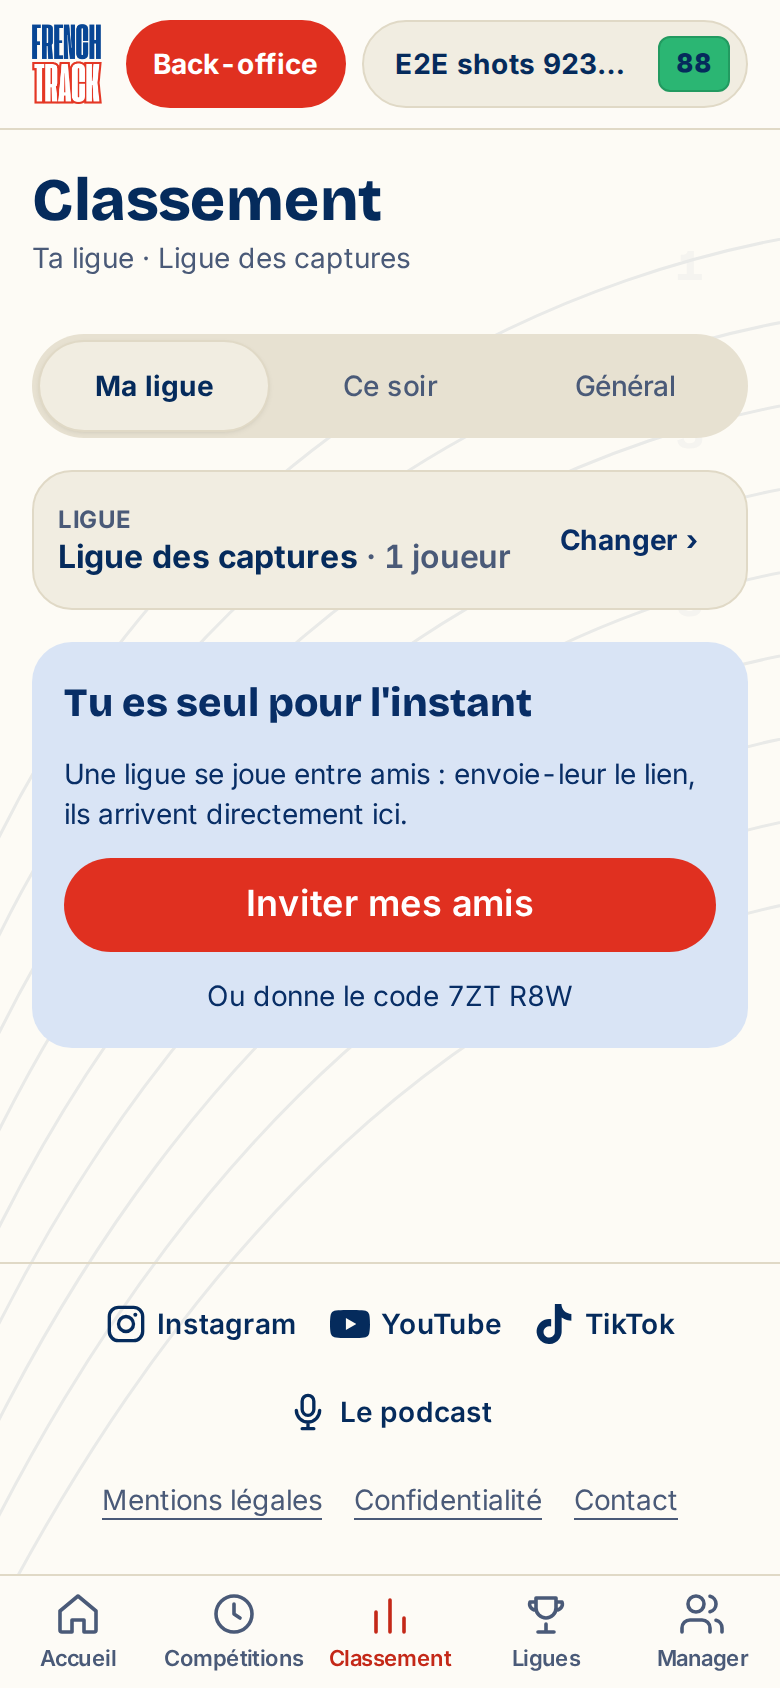 FRENCH
TRACK
Back-office
E2E shots 923...
88
Classement
Ta ligue · Ligue des captures
1
Ma ligue
Ce soir
Général
LIGUE
Ligue des captures · 1 joueur
Changer ›
Tu es seul pour l'instant
Une ligue se joue entre amis : envoie-leur le lien,
ils arrivent directement ici.
Inviter mes amis
Ou donne le code 7ZT R8W
Instagram
YouTube
TikTok
Le podcast
Mentions légales
Confidentialité
Contact
Accueil
Compétitions
Classement
Ligues
Manager